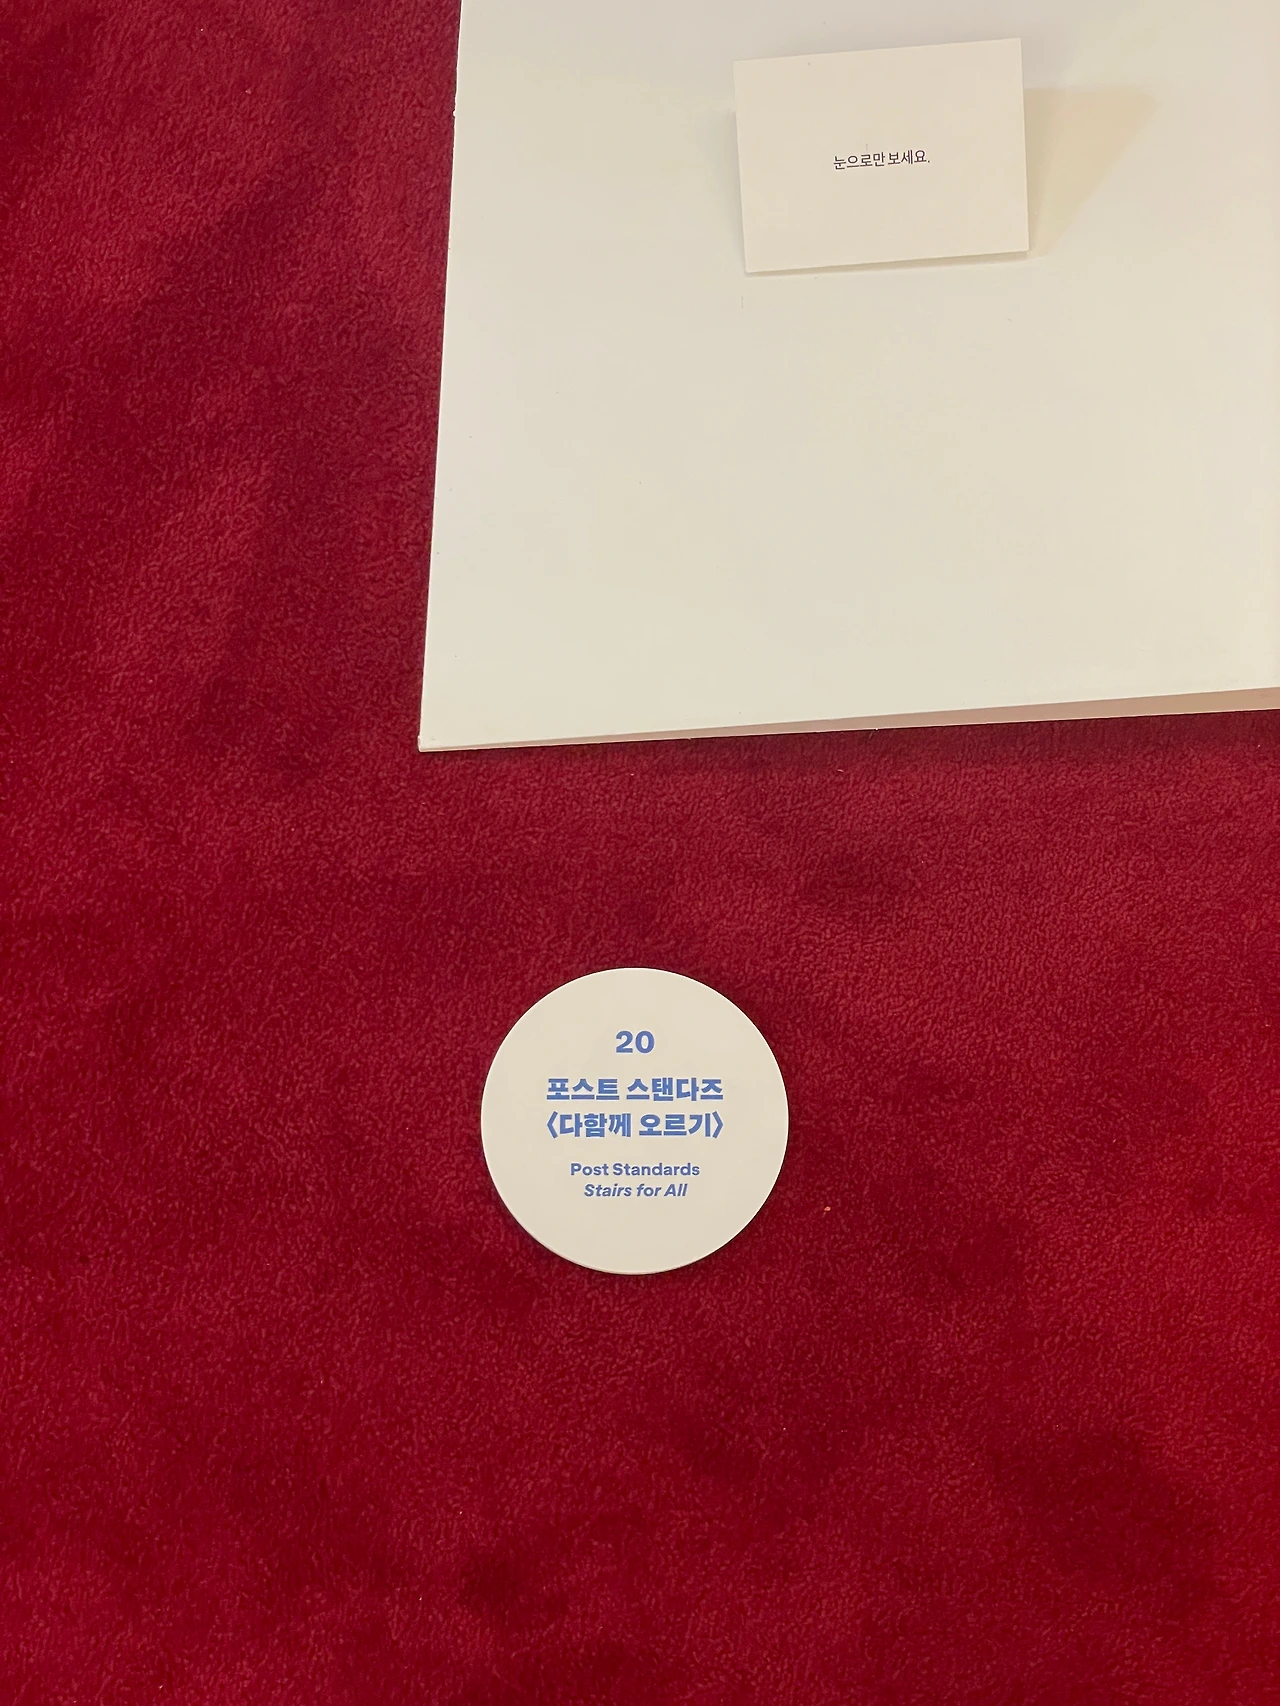 눈으로만 보세요.
20
포스트 스탠다즈
〈다함께 오르기〉
Post Standards
Stairs for All